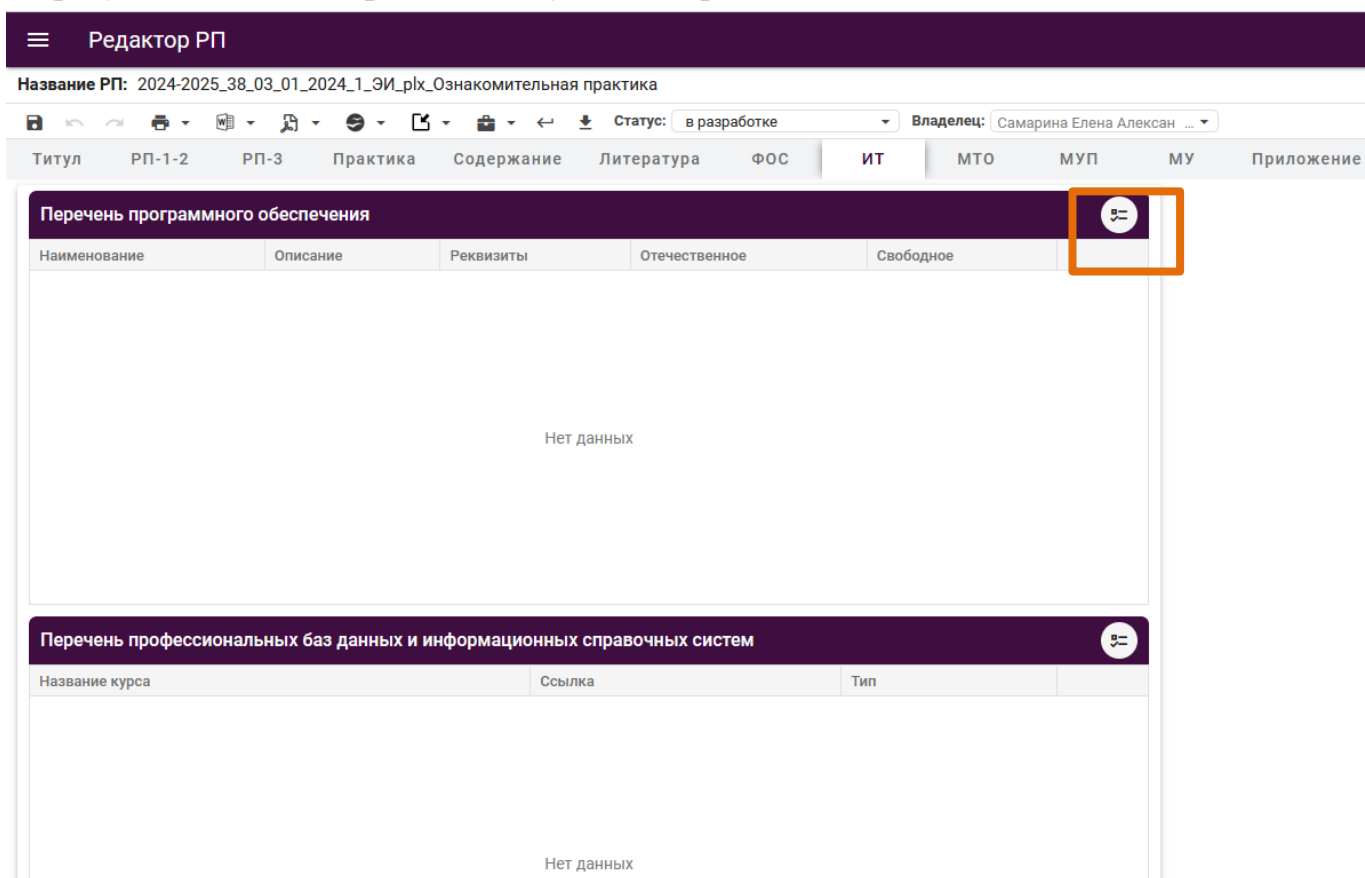 Редактор РП
Название РП: 2024-2025_38_03_01_2024_1_ЭИ_plx_Ознакомительная практика
Статус: в разработке Владелец: Самарина Елена Алексан ...
Титул РП-1-2 РП-3 Практика Содержание Литература ФОС ИТ МТО МУП МУ Приложение
Перечень программного обеспечения
Наименование Описание Реквизиты Отечественное Свободное
Нет данных
Перечень профессиональных баз данных и информационных справочных систем
Название курса Ссылка Тип
Нет данных